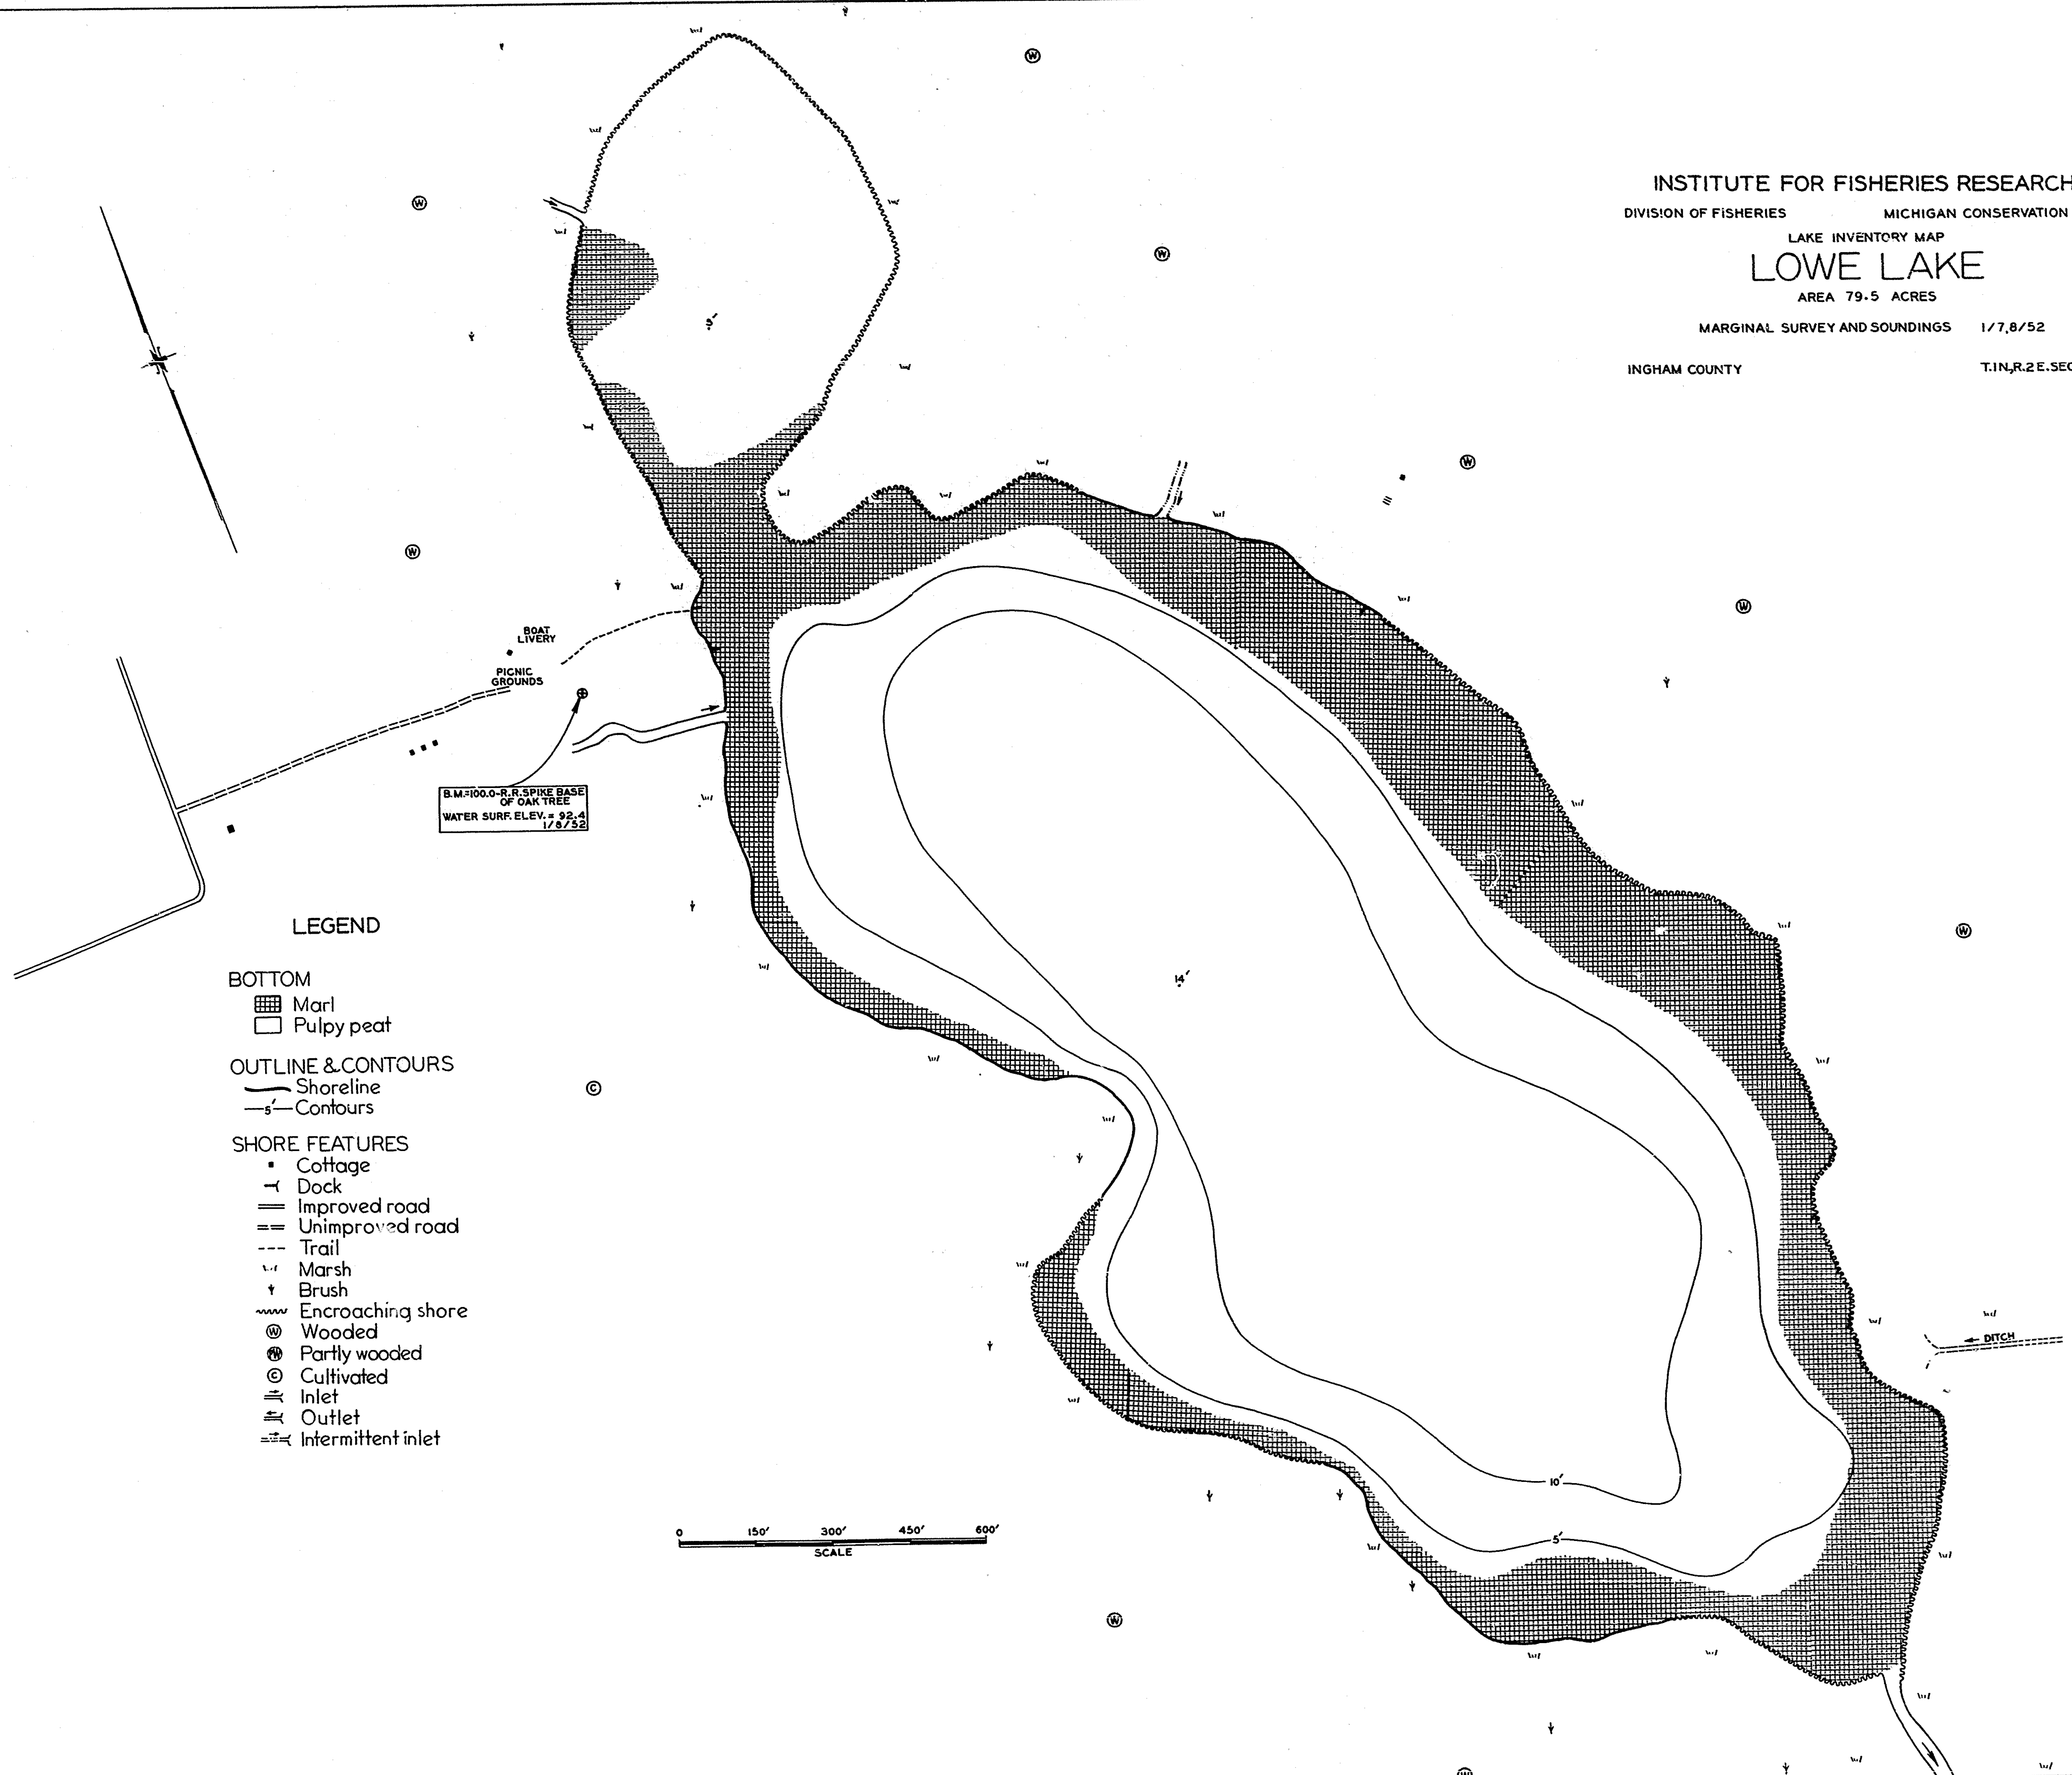 INSTITUTE FOR FISHERIES RESEARCH
DIVISION OF FISHERIES MICHIGAN CONSERVATION
LAKE INVENTORY MAP
LOWE LAKE
AREA 79.5 ACRES
MARGINAL SURVEY AND SOUNDINGS 1/7,8/52
INGHAM COUNTY T.1N.,R.2E.SEC
5'
BOAT
LIVERY
PICNIC
GROUNDS
B.M.=100.0-R.R.SPIKE BASE
OF OAK TREE
WATER SURF. ELEV. = 92.4
1/8/52
14'
10'
5'
DITCH
LEGEND
BOTTOM
Marl
Pulpy peat
OUTLINE & CONTOURS
Shoreline
5' Contours
SHORE FEATURES
Cottage
Dock
Improved road
Unimproved road
Trail
Marsh
Brush
Encroaching shore
W Wooded
PW Partly wooded
C Cultivated
Inlet
Outlet
Intermittent inlet
0 150' 300' 450' 600'
SCALE
W
W
W
W
W
W
W
W
W
W
C